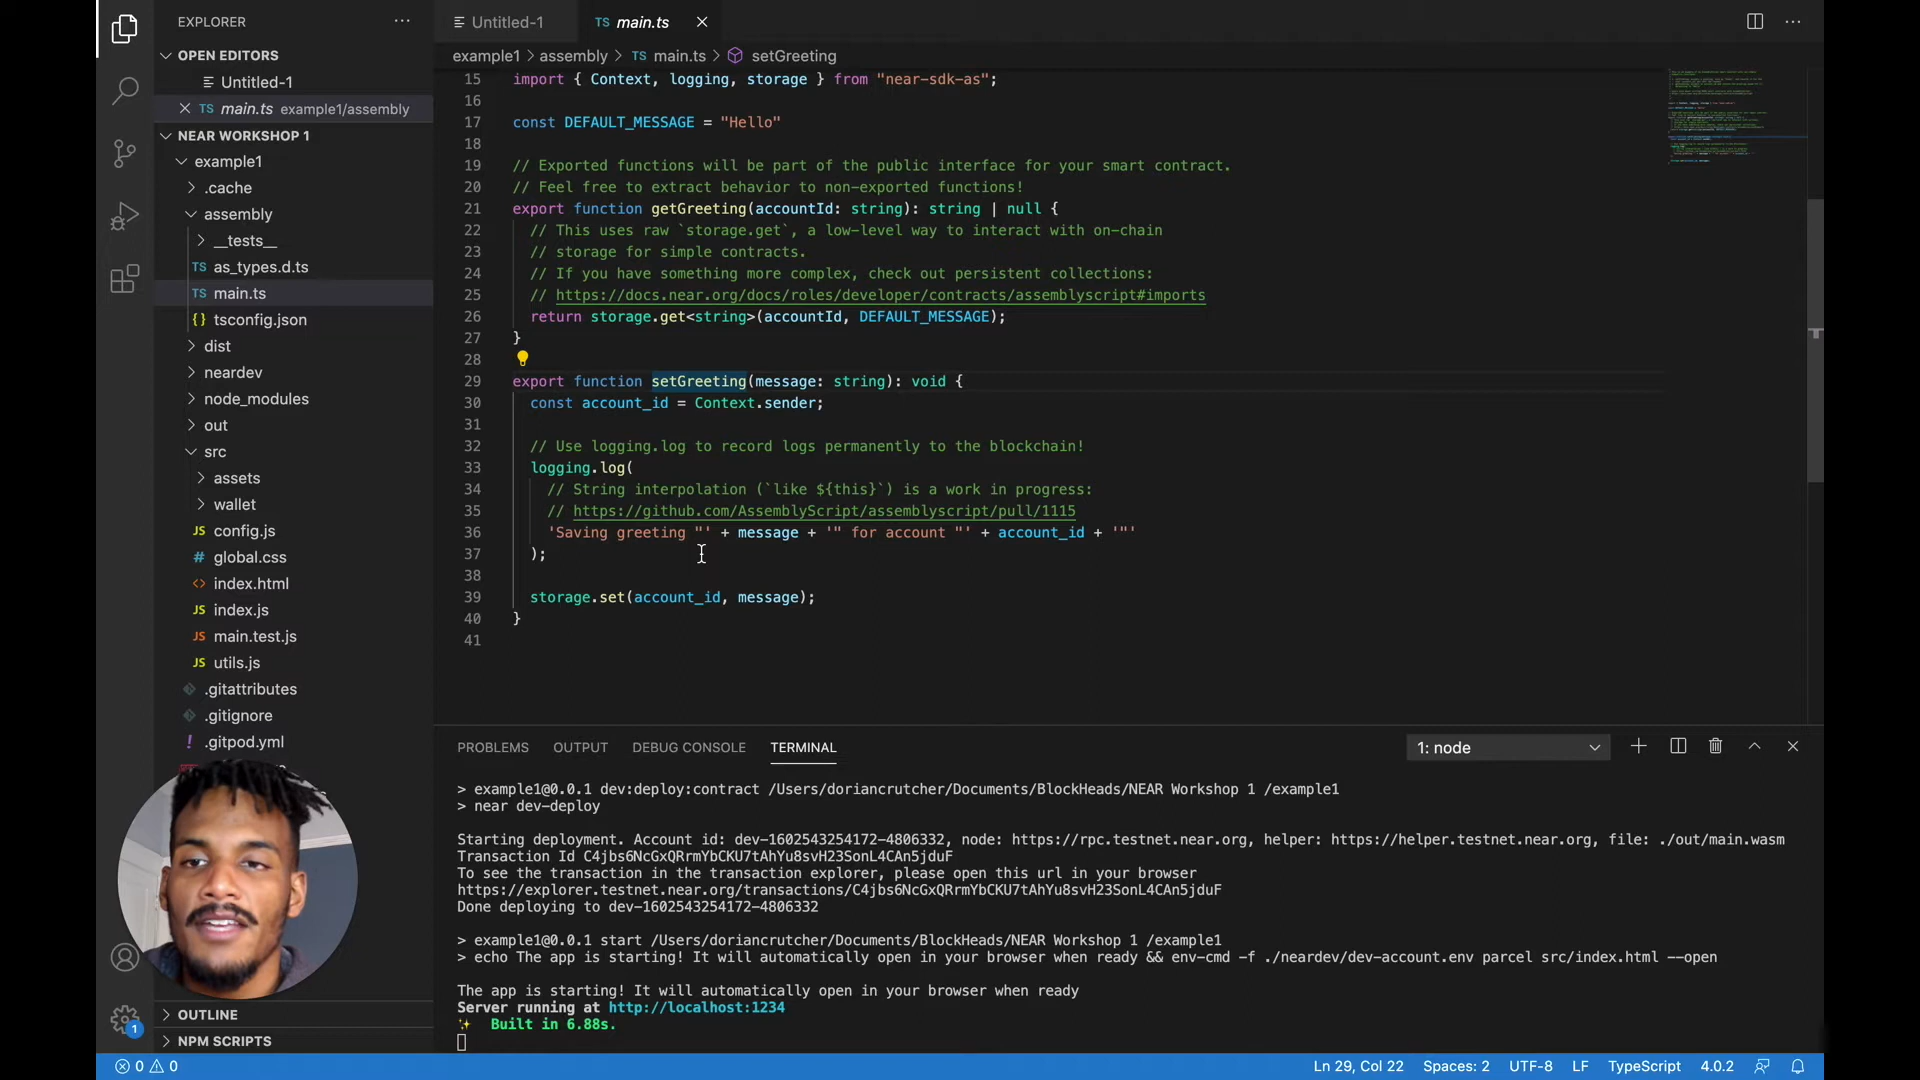 EXPLORER
OPEN EDITORS
Untitled-1
TS main.ts example1/assembly
NEAR WORKSHOP 1
example1
.cache
assembly
__tests__
TS as_types.d.ts
TS main.ts
{} tsconfig.json
dist
neardev
node_modules
out
src
assets
wallet
JS config.js
# global.css
<> index.html
JS index.js
JS main.test.js
JS utils.js
.gitattributes
.gitignore
! .gitpod.yml
OUTLINE
NPM SCRIPTS
1
Untitled-1
TS main.ts
example1 > assembly > TS main.ts > setGreeting
15 import { Context, logging, storage } from "near-sdk-as";
16
17 const DEFAULT_MESSAGE = "Hello"
18
19 // Exported functions will be part of the public interface for your smart contract.
20 // Feel free to extract behavior to non-exported functions!
21 export function getGreeting(accountId: string): string | null {
22 // This uses raw `storage.get`, a low-level way to interact with on-chain
23 // storage for simple contracts.
24 // If you have something more complex, check out persistent collections:
25 // https://docs.near.org/docs/roles/developer/contracts/assemblyscript#imports
26 return storage.get<string>(accountId, DEFAULT_MESSAGE);
27 }
28
29 export function setGreeting(message: string): void {
30 const account_id = Context.sender;
31
32 // Use logging.log to record logs permanently to the blockchain!
33 logging.log(
34 // String interpolation (`like ${this}`) is a work in progress:
35 // https://github.com/AssemblyScript/assemblyscript/pull/1115
36 'Saving greeting "' + message + '" for account "' + account_id + '"'
37 );
38
39 storage.set(account_id, message);
40 }
41
PROBLEMS OUTPUT DEBUG CONSOLE TERMINAL
1: node
> example1@0.0.1 dev:deploy:contract /Users/doriancrutcher/Documents/BlockHeads/NEAR Workshop 1 /example1
> near dev-deploy
Starting deployment. Account id: dev-1602543254172-4806332, node: https://rpc.testnet.near.org, helper: https://helper.testnet.near.org, file: ./out/main.wasm
Transaction Id C4jbs6NcGxQRrmYbCKU7tAhYu8svH23SonL4CAn5jduF
To see the transaction in the transaction explorer, please open this url in your browser
https://explorer.testnet.near.org/transactions/C4jbs6NcGxQRrmYbCKU7tAhYu8svH23SonL4CAn5jduF
Done deploying to dev-1602543254172-4806332
> example1@0.0.1 start /Users/doriancrutcher/Documents/BlockHeads/NEAR Workshop 1 /example1
> echo The app is starting! It will automatically open in your browser when ready && env-cmd -f ./neardev/dev-account.env parcel src/index.html --open
The app is starting! It will automatically open in your browser when ready
Server running at http://localhost:1234
Built in 6.88s.
0 0
Ln 29, Col 22 Spaces: 2 UTF-8 LF TypeScript 4.0.2